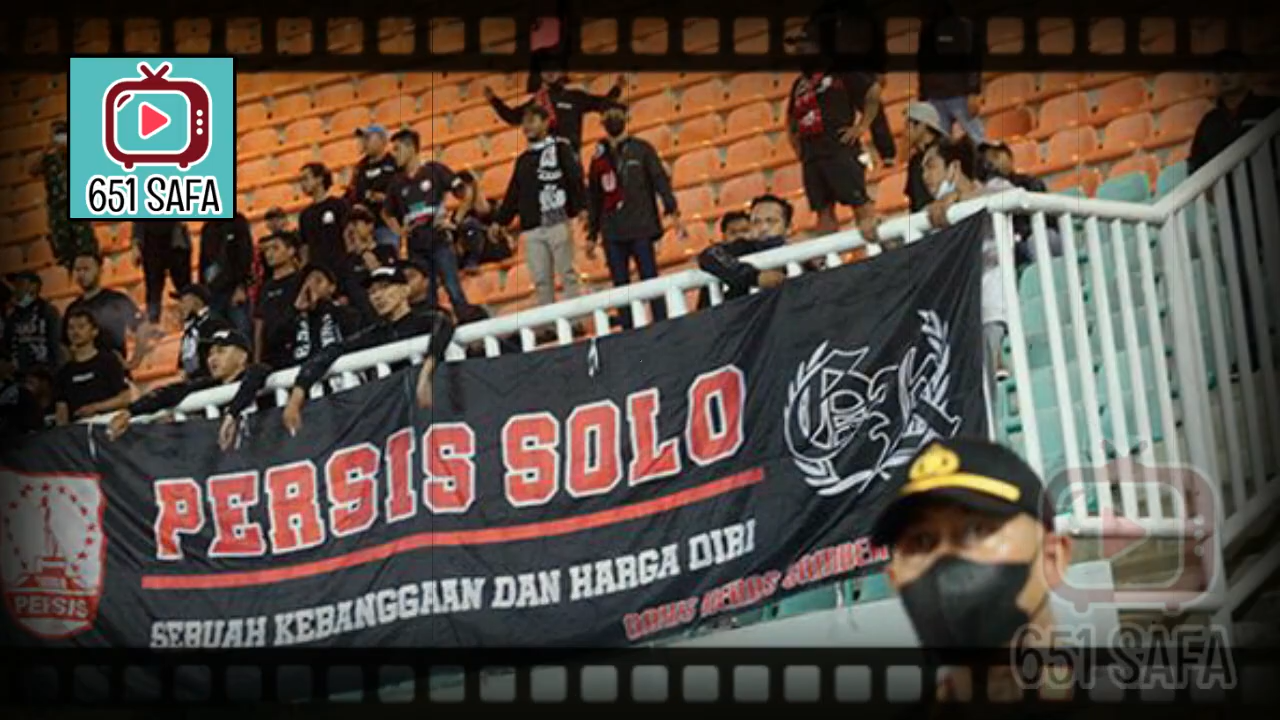 651 SAFA
PERSIS SOLO
SEBUAH KEBANGGAAN DAN HARGA DIRI
PERSIS
651 SAFA